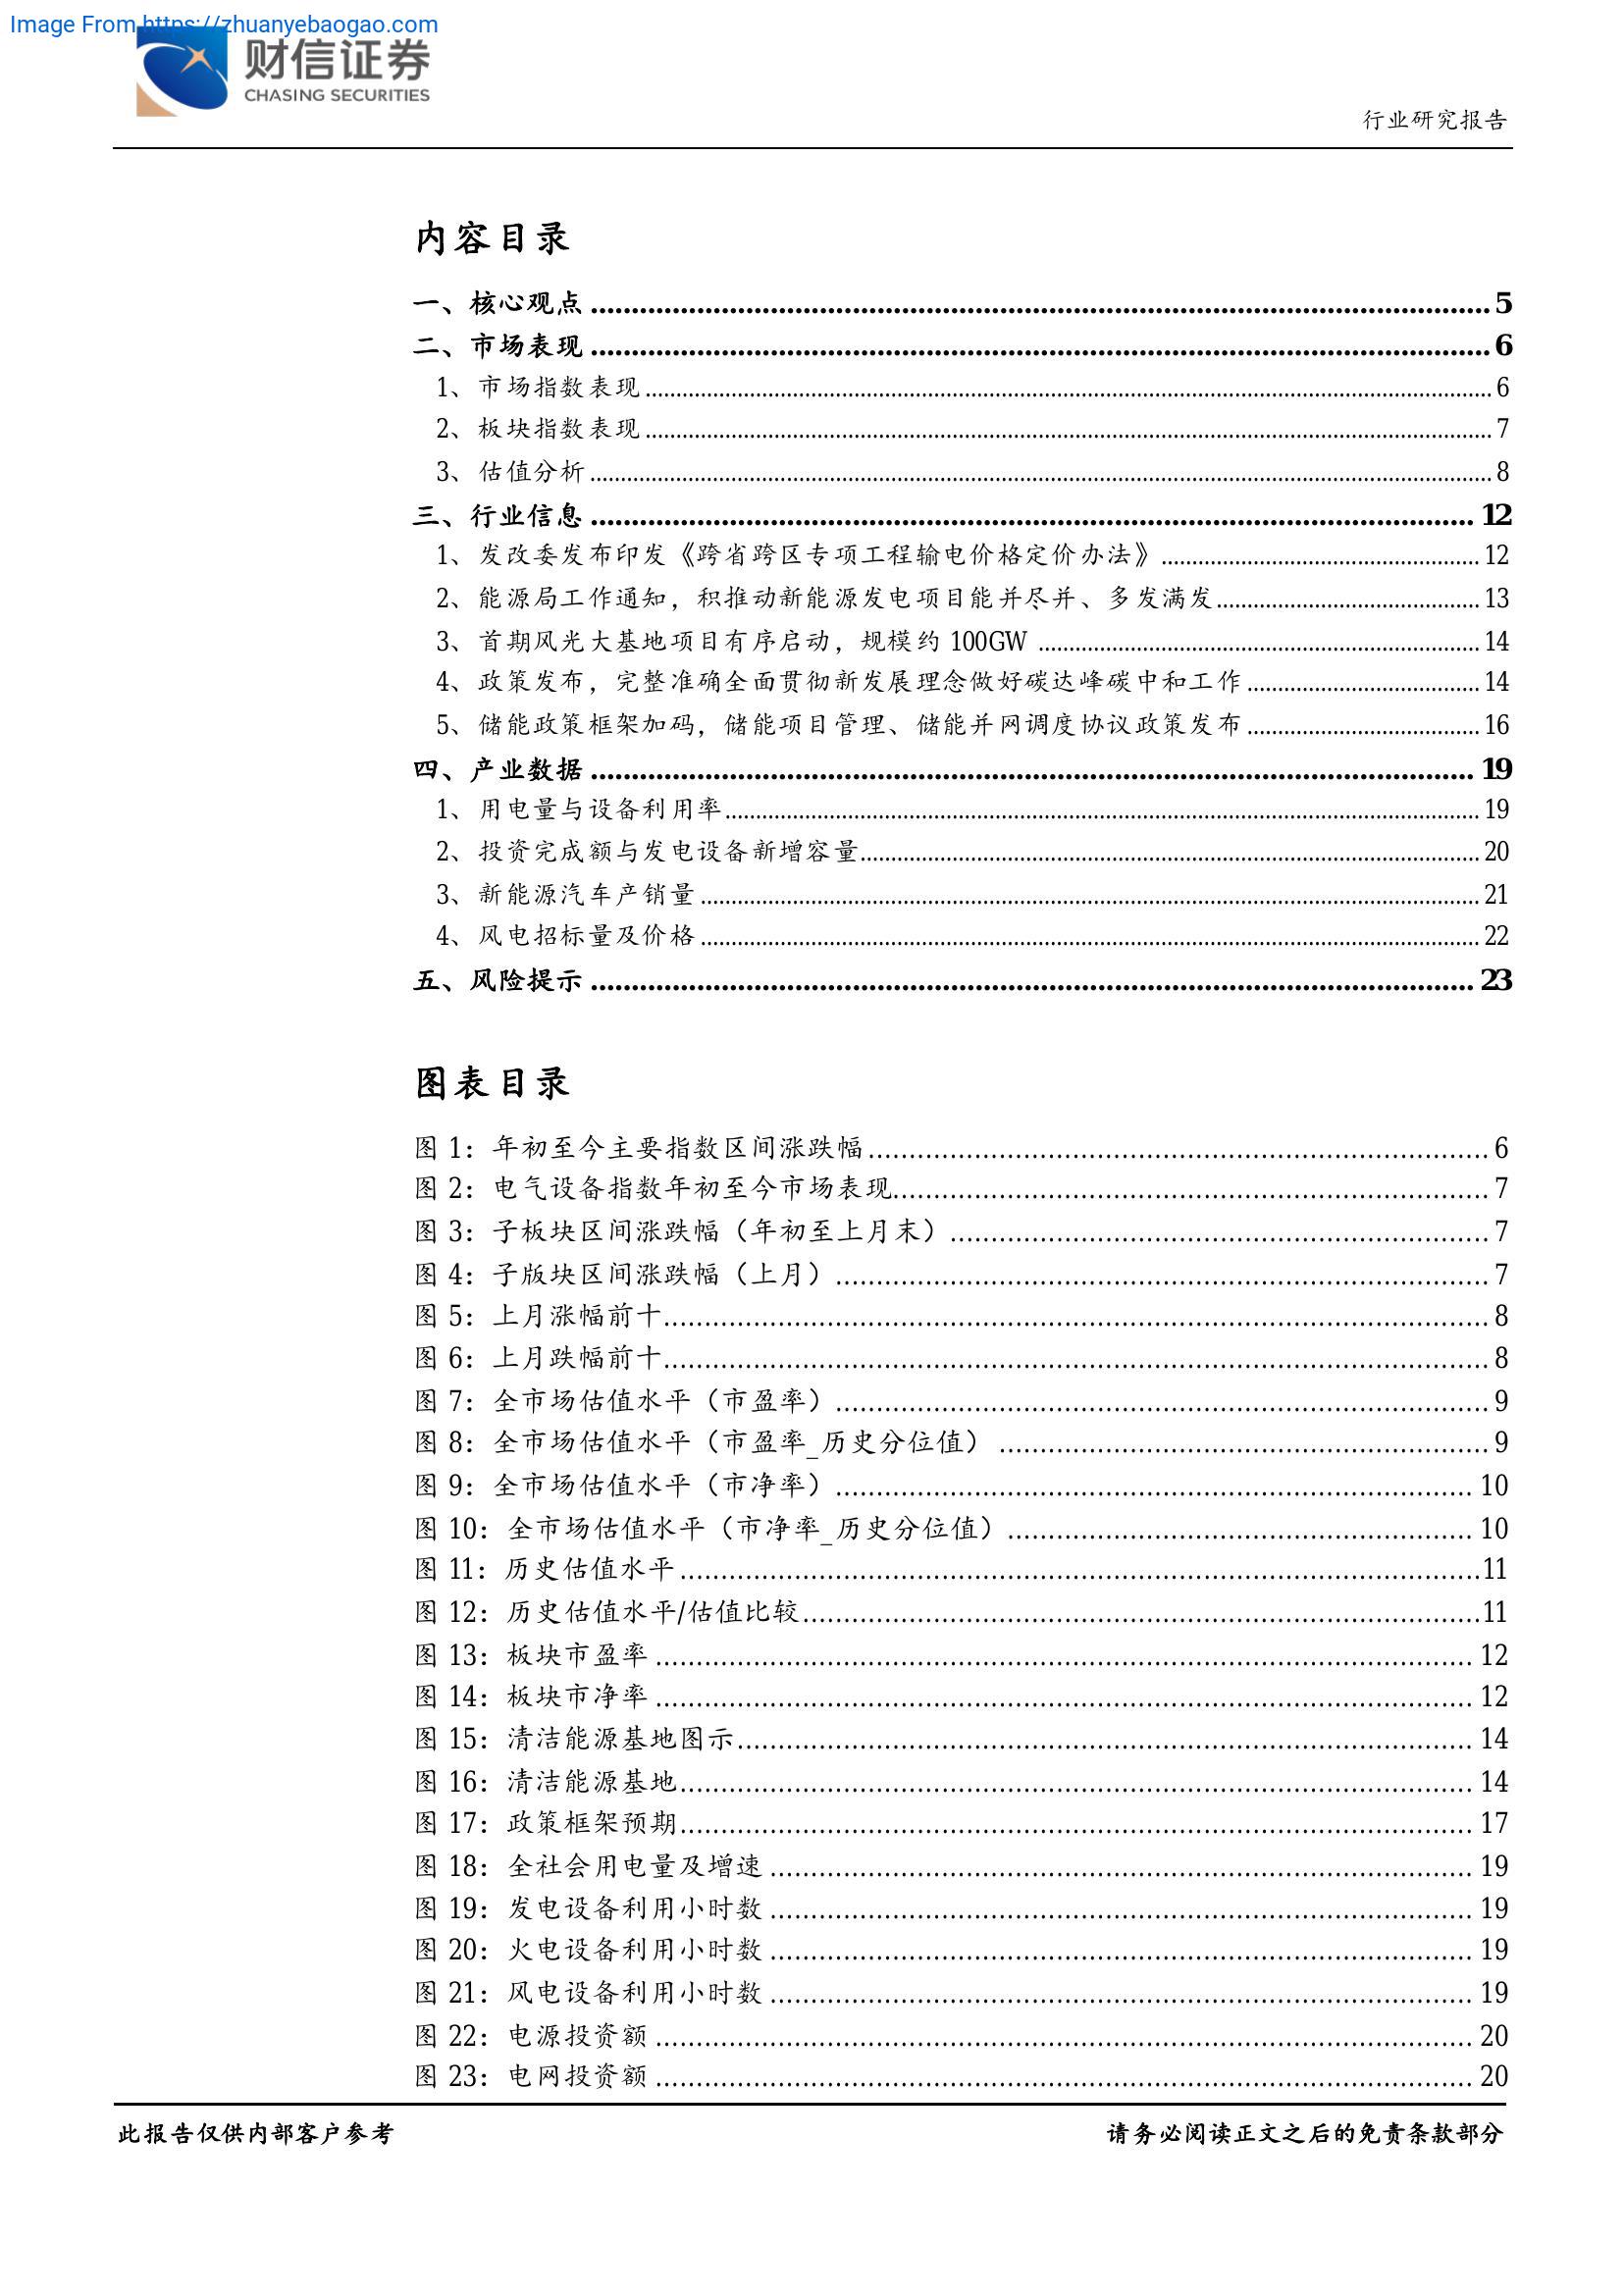 Image From https://zhuanyebaogao.com
财信证券
CHASING SECURITIES
行业研究报告
内容目录
一、核心观点 ........ 5
二、市场表现 ........ 6
1、市场指数表现 ........ 6
2、板块指数表现 ........ 7
3、估值分析 ........ 8
三、行业信息 ........ 12
1、发改委发布印发《跨省跨区专项工程输电价格定价办法》 ........ 12
2、能源局工作通知，积推动新能源发电项目能并尽并、多发满发 ........ 13
3、首期风光大基地项目有序启动，规模约 100GW ........ 14
4、政策发布，完整准确全面贯彻新发展理念做好碳达峰碳中和工作 ........ 14
5、储能政策框架加码，储能项目管理、储能并网调度协议政策发布 ........ 16
四、产业数据 ........ 19
1、用电量与设备利用率 ........ 19
2、投资完成额与发电设备新增容量 ........ 20
3、新能源汽车产销量 ........ 21
4、风电招标量及价格 ........ 22
五、风险提示 ........ 23
图表目录
图 1：年初至今主要指数区间涨跌幅 ........ 6
图 2：电气设备指数年初至今市场表现 ........ 7
图 3：子板块区间涨跌幅（年初至上月末） ........ 7
图 4：子版块区间涨跌幅（上月） ........ 7
图 5：上月涨幅前十 ........ 8
图 6：上月跌幅前十 ........ 8
图 7：全市场估值水平（市盈率） ........ 9
图 8：全市场估值水平（市盈率_历史分位值） ........ 9
图 9：全市场估值水平（市净率） ........ 10
图 10：全市场估值水平（市净率_历史分位值） ........ 10
图 11：历史估值水平 ........ 11
图 12：历史估值水平/估值比较 ........ 11
图 13：板块市盈率 ........ 12
图 14：板块市净率 ........ 12
图 15：清洁能源基地图示 ........ 14
图 16：清洁能源基地 ........ 14
图 17：政策框架预期 ........ 17
图 18：全社会用电量及增速 ........ 19
图 19：发电设备利用小时数 ........ 19
图 20：火电设备利用小时数 ........ 19
图 21：风电设备利用小时数 ........ 19
图 22：电源投资额 ........ 20
图 23：电网投资额 ........ 20
此报告仅供内部客户参考
请务必阅读正文之后的免责条款部分